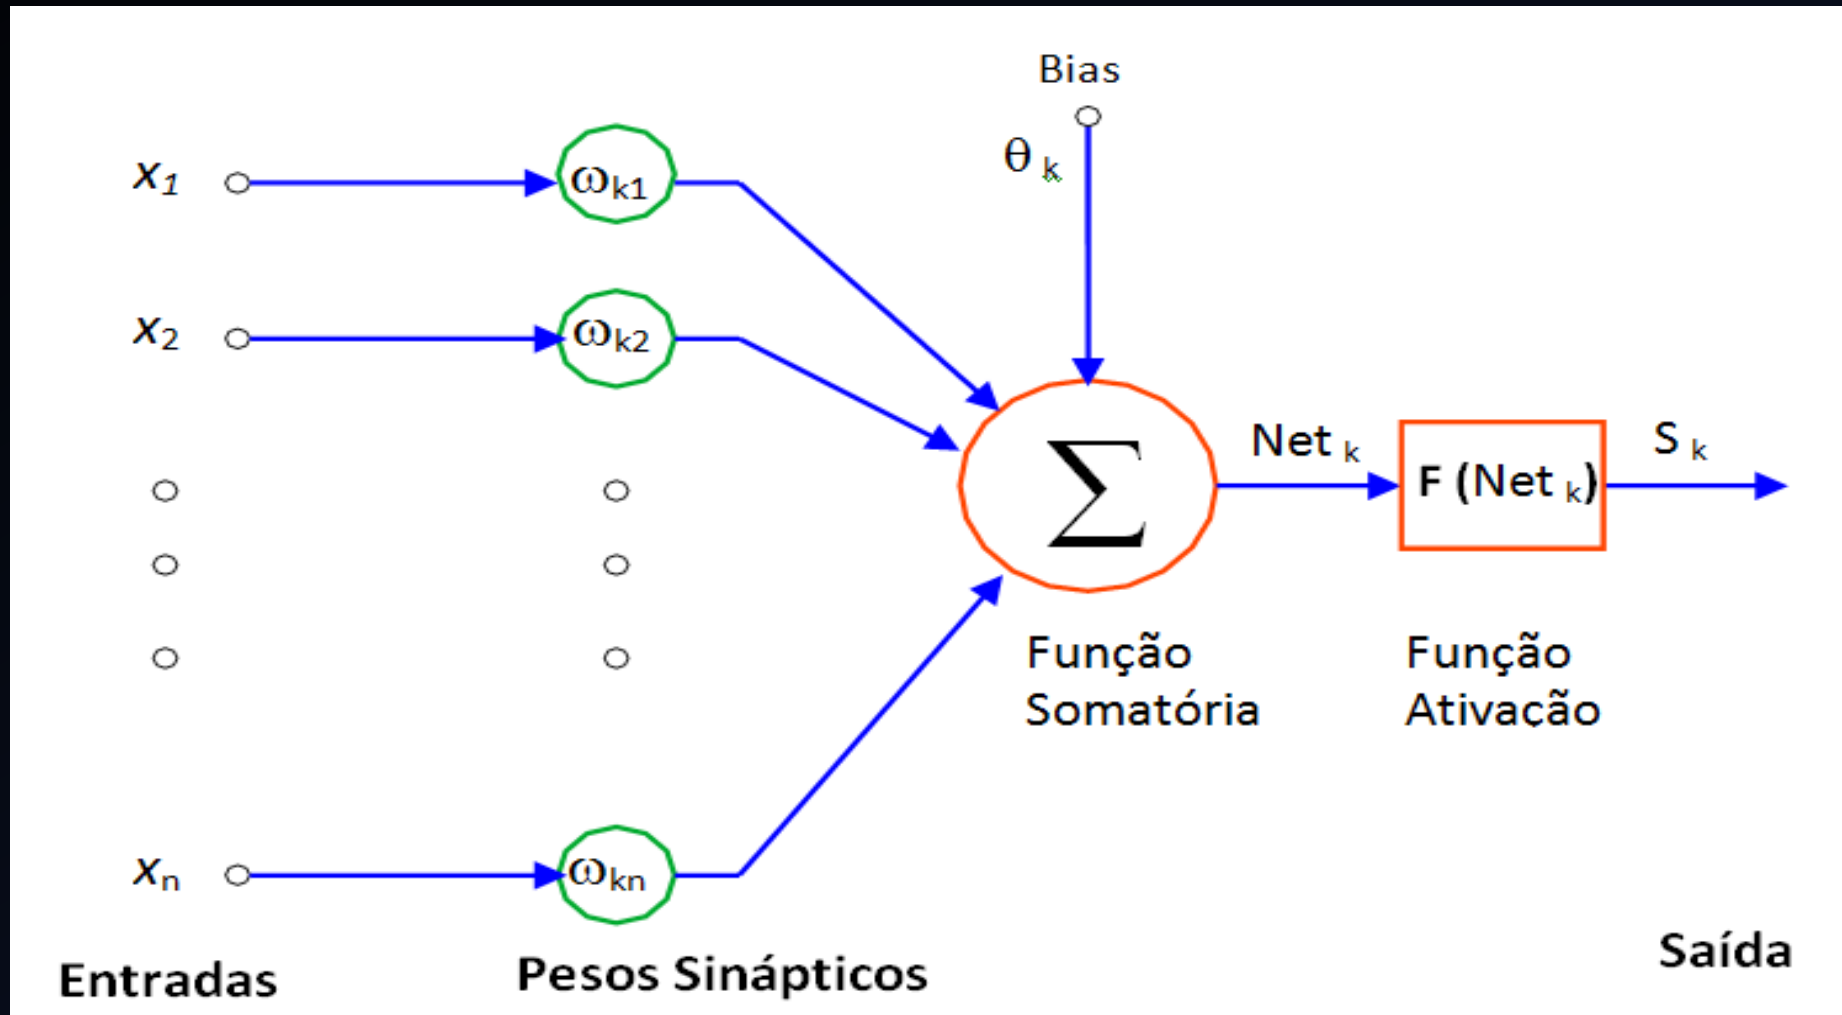 Bias
θ k
x1
ωk1
x2
ωk2
Σ
Net k
F (Net k)
S k
Função
Somatória
Função
Ativação
xn
ωkn
Entradas
Pesos Sinápticos
Saída